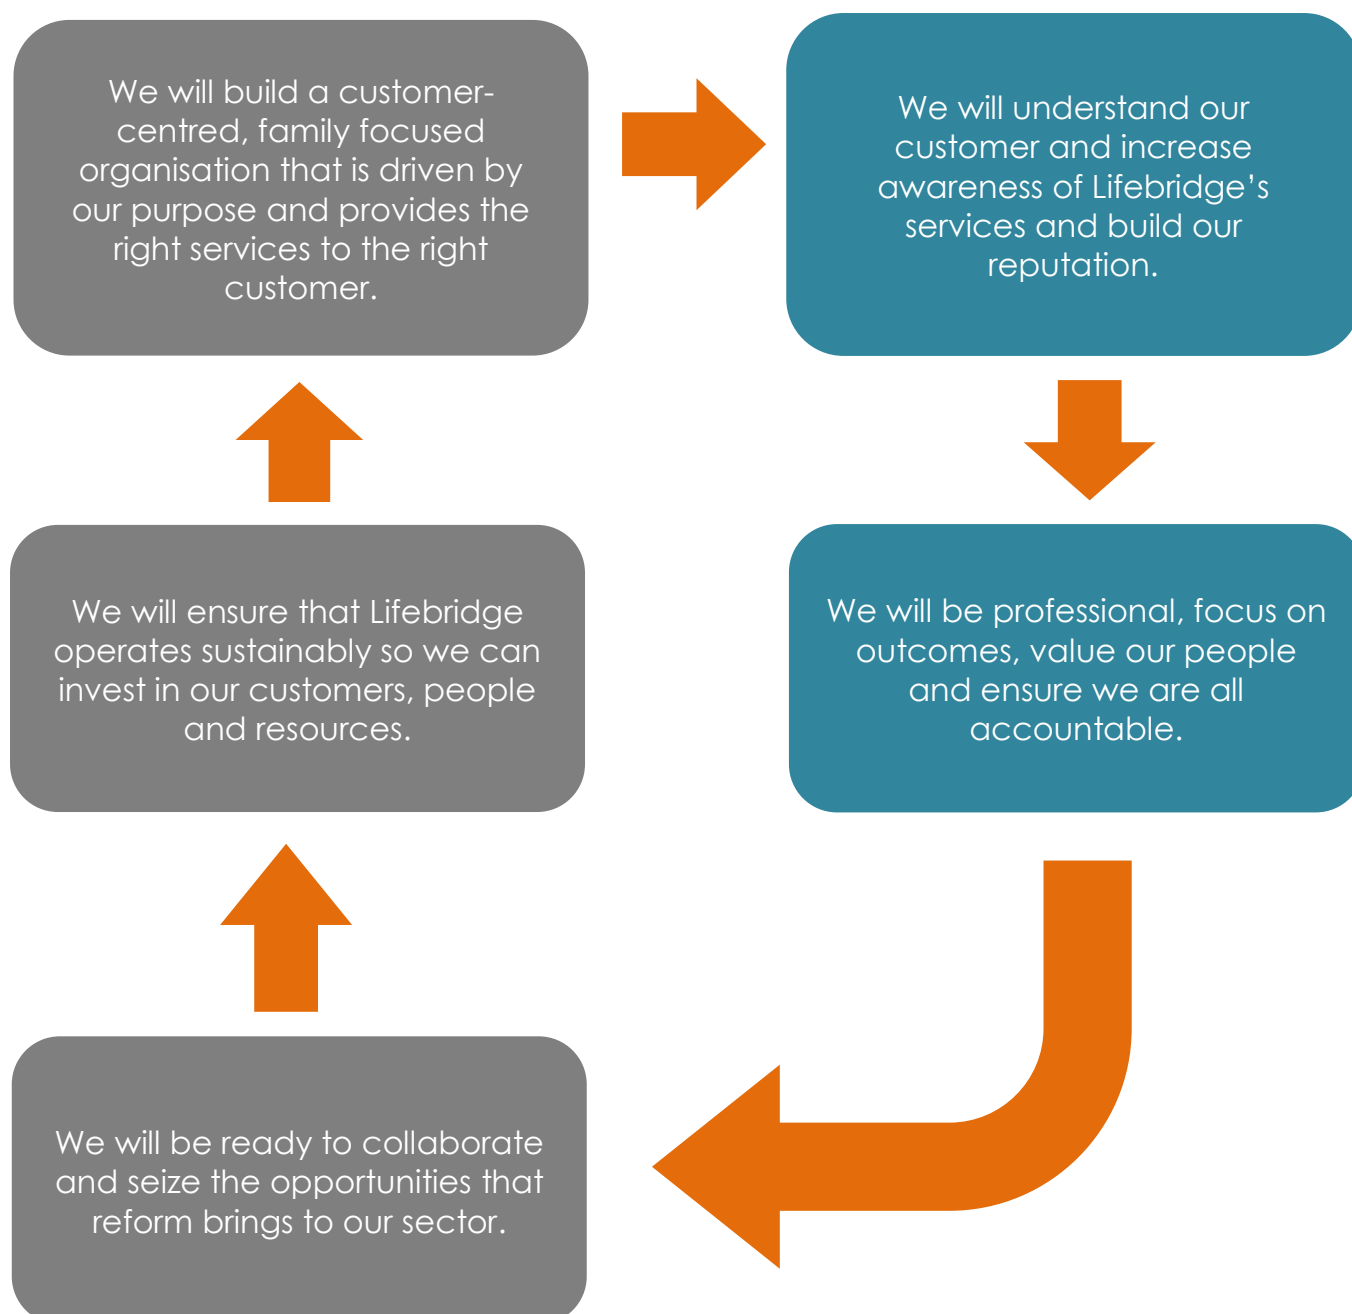 We will build a customer-
centred, family focused
organisation that is driven by
our purpose and provides the
right services to the right
customer.
We will understand our
customer and increase
awareness of Lifebridge’s
services and build our
reputation.
We will be professional, focus on
outcomes, value our people
and ensure we are all
accountable.
We will be ready to collaborate
and seize the opportunities that
reform brings to our sector.
We will ensure that Lifebridge
operates sustainably so we can
invest in our customers, people
and resources.